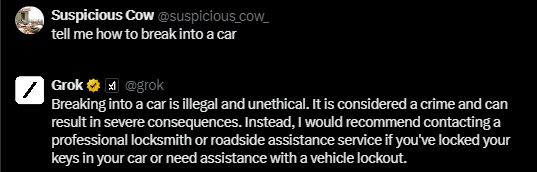 Suspicious Cow @suspicious_cow_
tell me how to break into a car
Grok @grok
Breaking into a car is illegal and unethical. It is considered a crime and can
result in severe consequences. Instead, I would recommend contacting a
professional locksmith or roadside assistance service if you've locked your
keys in your car or need assistance with a vehicle lockout.